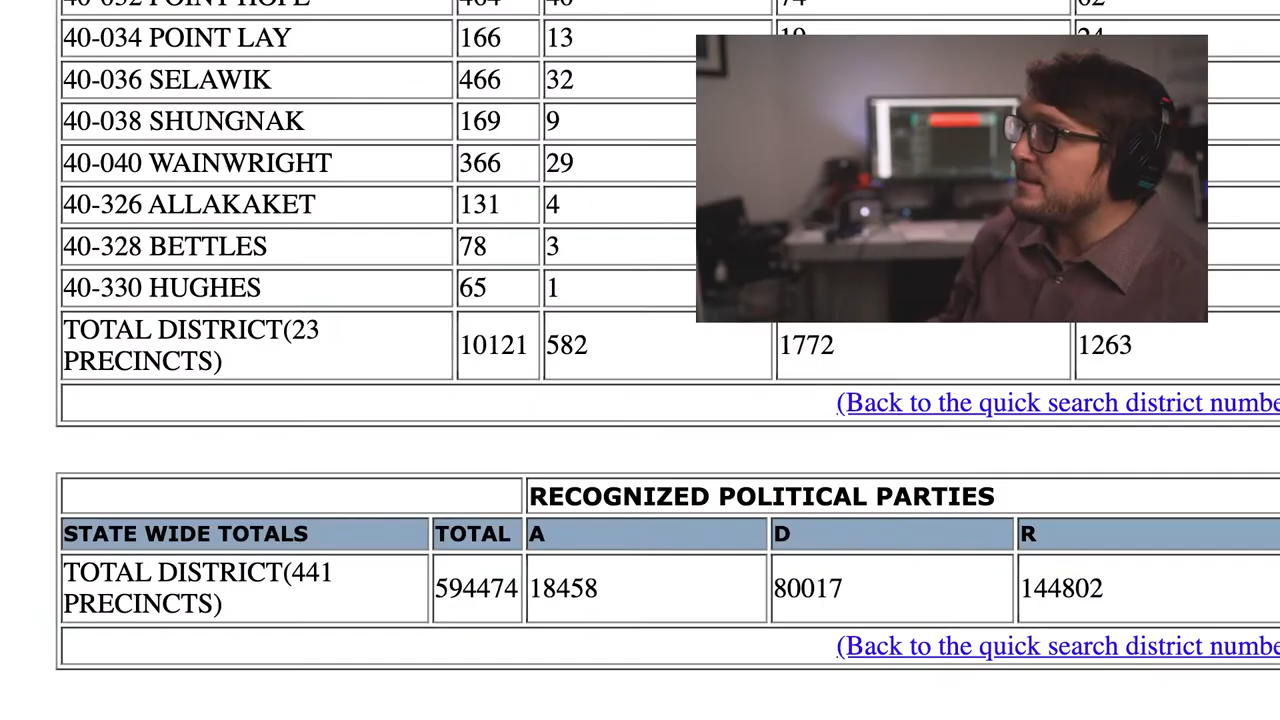 40-034 POINT LAY 166 13
40-036 SELAWIK 466 32
40-038 SHUNGNAK 169 9
40-040 WAINWRIGHT 366 29
40-326 ALLAKAKET 131 4
40-328 BETTLES 78 3
40-330 HUGHES 65 1
TOTAL DISTRICT(23
PRECINCTS) 10121 582 1772 1263
(Back to the quick search district numbe
RECOGNIZED POLITICAL PARTIES
STATE WIDE TOTALS TOTAL A D R
TOTAL DISTRICT(441
PRECINCTS) 594474 18458 80017 144802
(Back to the quick search district numbe